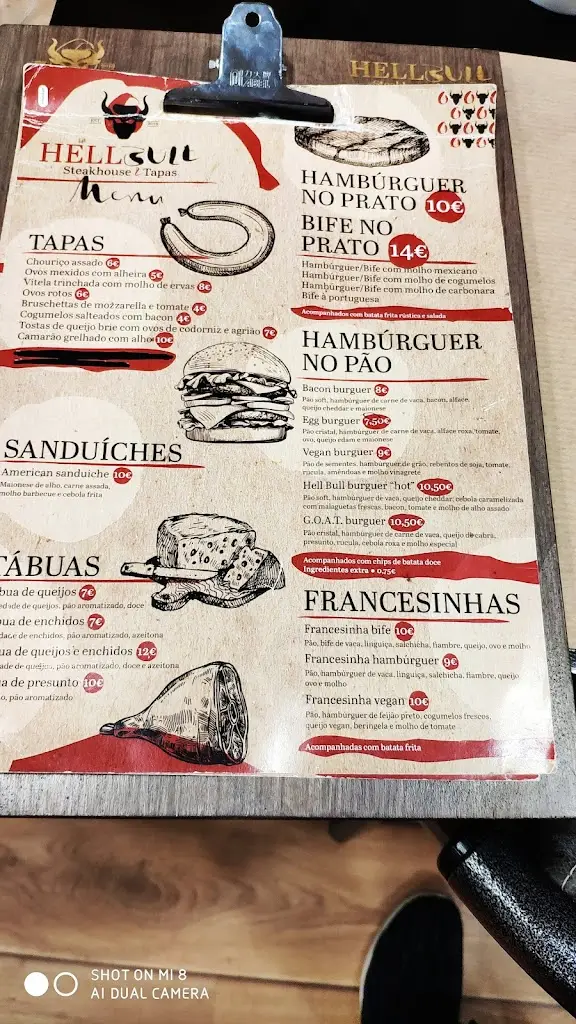 HELLBULL
HELLBULL
Steakhouse & Tapas
Menu
TAPAS
Chouriço assado 6€
Ovos mexidos com alheira 5€
Vitela trinchada com molho de ervas 8€
Ovos rotos 6€
Bruschettas de mozzarella e tomate 4€
Cogumelos salteados com bacon 4€
Tostas de queijo brie com ovos de codorniz e agrião 7€
Camarão grelhado com alho 10€
SANDUÍCHES
American sanduiche 10€
Maionese de alho, carne assada,
molho barbecue e cebola frita
TÁBUAS
bua de queijos 7€
edade de queijos, pão aromatizado, doce
bua de enchidos 7€
dade de enchidos, pão aromatizado, azeitona
ua de queijos e enchidos 12€
ade de queijos, pão aromatizado, doce e azeitona
a de presunto 10€
o, pão aromatizado
HAMBÚRGUER
NO PRATO 10€
BIFE NO
PRATO 14€
Hambúrguer/Bife com molho mexicano
Hambúrguer/Bife com molho de cogumelos
Hambúrguer/Bife com molho de carbonara
Bife à portuguesa
Acompanhados com batata frita rústica e salada
HAMBÚRGUER
NO PÃO
Bacon burguer 8€
Pão soft, hambúrguer de carne de vaca, bacon, alface,
queijo cheddar e maionese
Egg burguer 7,50€
Pão cristal, hambúrguer de carne de vaca, alface roxa, tomate,
ovo, queijo edam e maionese
Vegan burguer 9€
Pão de sementes, hambúrguer de grão, rebentos de soja, tomate,
rucula, amêndoas e molho vinagrete
Hell Bull burguer "hot" 10,50€
Pão soft, hambúrguer de vaca, queijo cheddar, cebola caramelizada
com malaguetas frescas, bacon, tomate e molho de alho assado
G.O.A.T. burguer 10,50€
Pão cristal, hambúrguer de carne de vaca, queijo de cabra,
presunto, rucula, cebola roxa e molho especial
Acompanhados com chips de batata doce
Ingredientes extra • 0,75€
FRANCESINHAS
Francesinha bife 10€
Pão, bife de vaca, linguiça, salsicha, fiambre, queijo, ovo e molho
Francesinha hambúrguer 9€
Pão, hambúrguer de vaca, linguiça, salsicha, fiambre, queijo
ovo e molho
Francesinha vegan 10€
Pão, hambúrguer de feijão preto, cogumelos frescos,
queijo vegan, beringela e molho de tomate
Acompanhadas com batata frita
SHOT ON MI 8
AI DUAL CAMERA